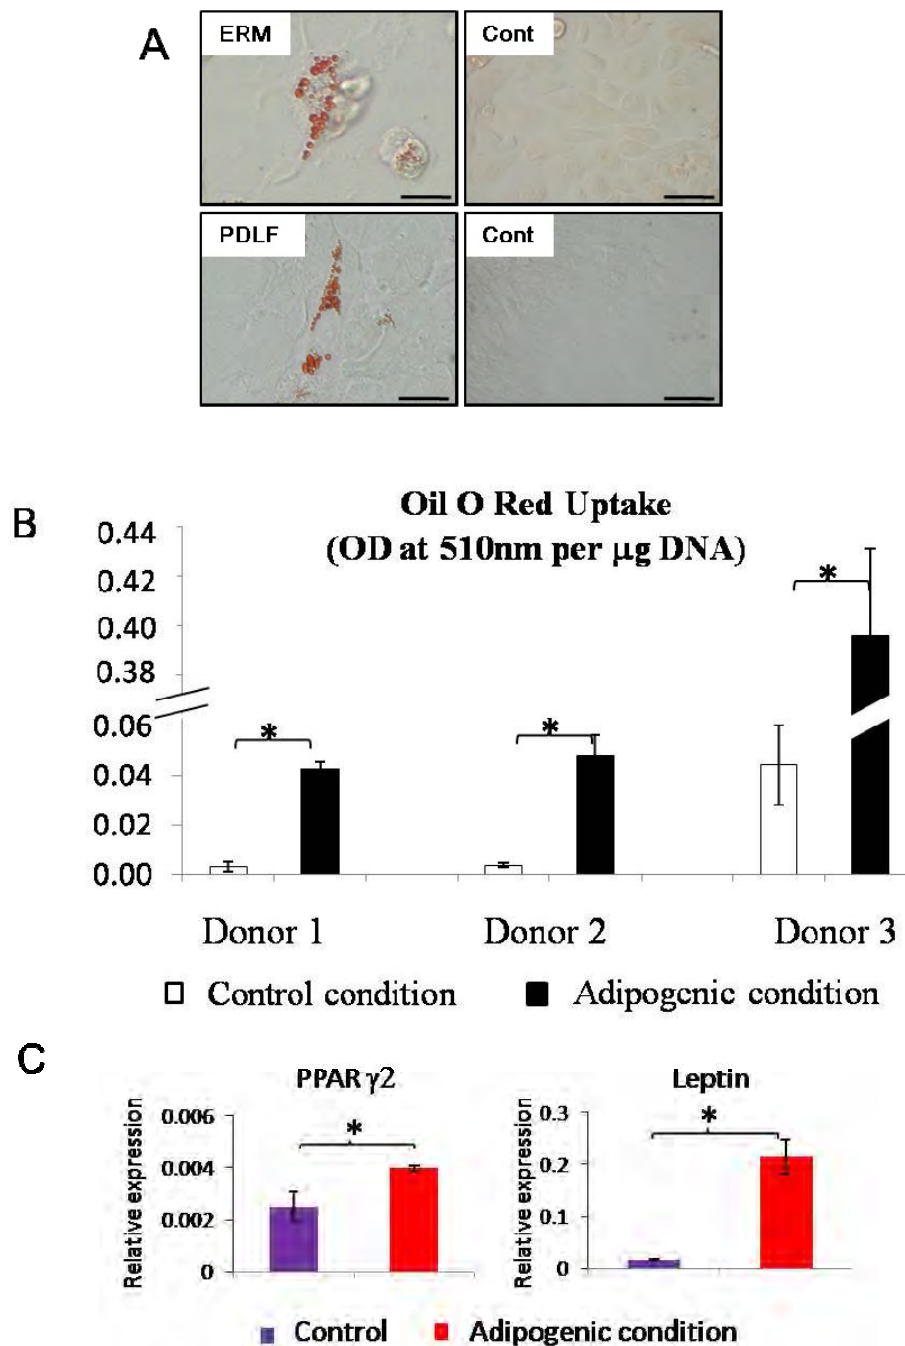 A
ERM
Cont
PDLF
Cont
B
Oil O Red Uptake
(OD at 510nm per µg DNA)
0.44
0.42
0.40
0.38
0.06
0.04
0.02
0.00
*
*
*
Donor 1
Donor 2
Donor 3
Control condition
Adipogenic condition
C
PPAR γ2
Relative expression
0.006
0.004
0.002
0
*
Leptin
Relative expression
0.3
0.2
0.1
0
*
Control
Adipogenic condition